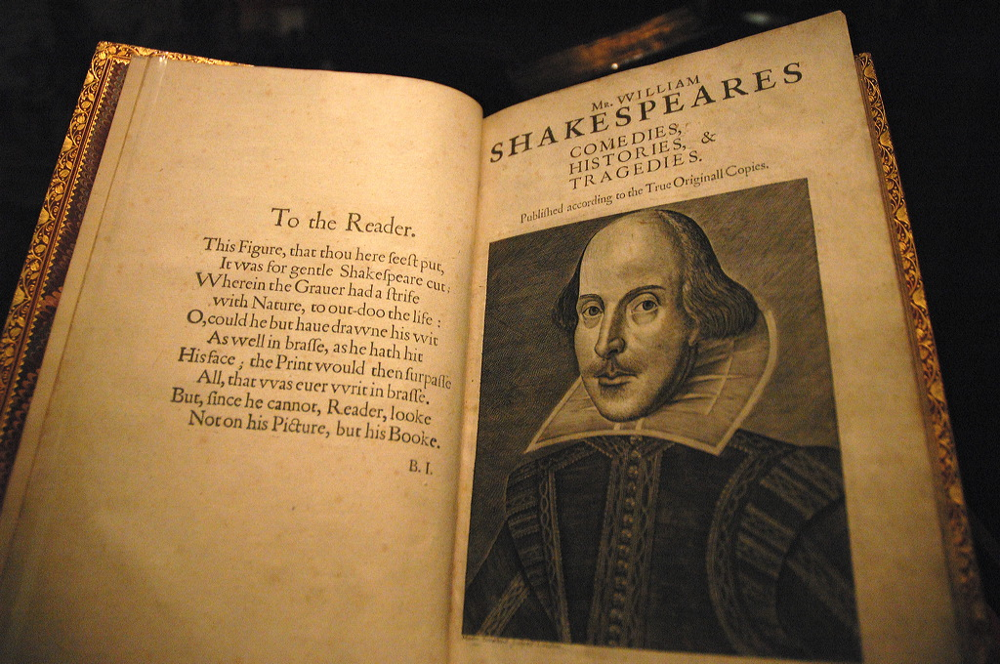 To the Reader.
This Figure, that thou here seeſt put,
It was for gentle Shakeſpeare cut;
Wherein the Grauer had a ſtrife
with Nature, to out-doo the life :
O, could he but haue dravvne his vvit
As well in braſſe, as he hath hit
His face ; the Print would then ſurpaſſe
All, that vvas euer vvrit in braſſe.
But, ſince he cannot, Reader, looke
Not on his Picture, but his Booke.
B. I.
Mr. WILLIAM
SHAKESPEARES
COMEDIES,
HISTORIES, &
TRAGEDIES.
Publiſhed according to the True Originall Copies.